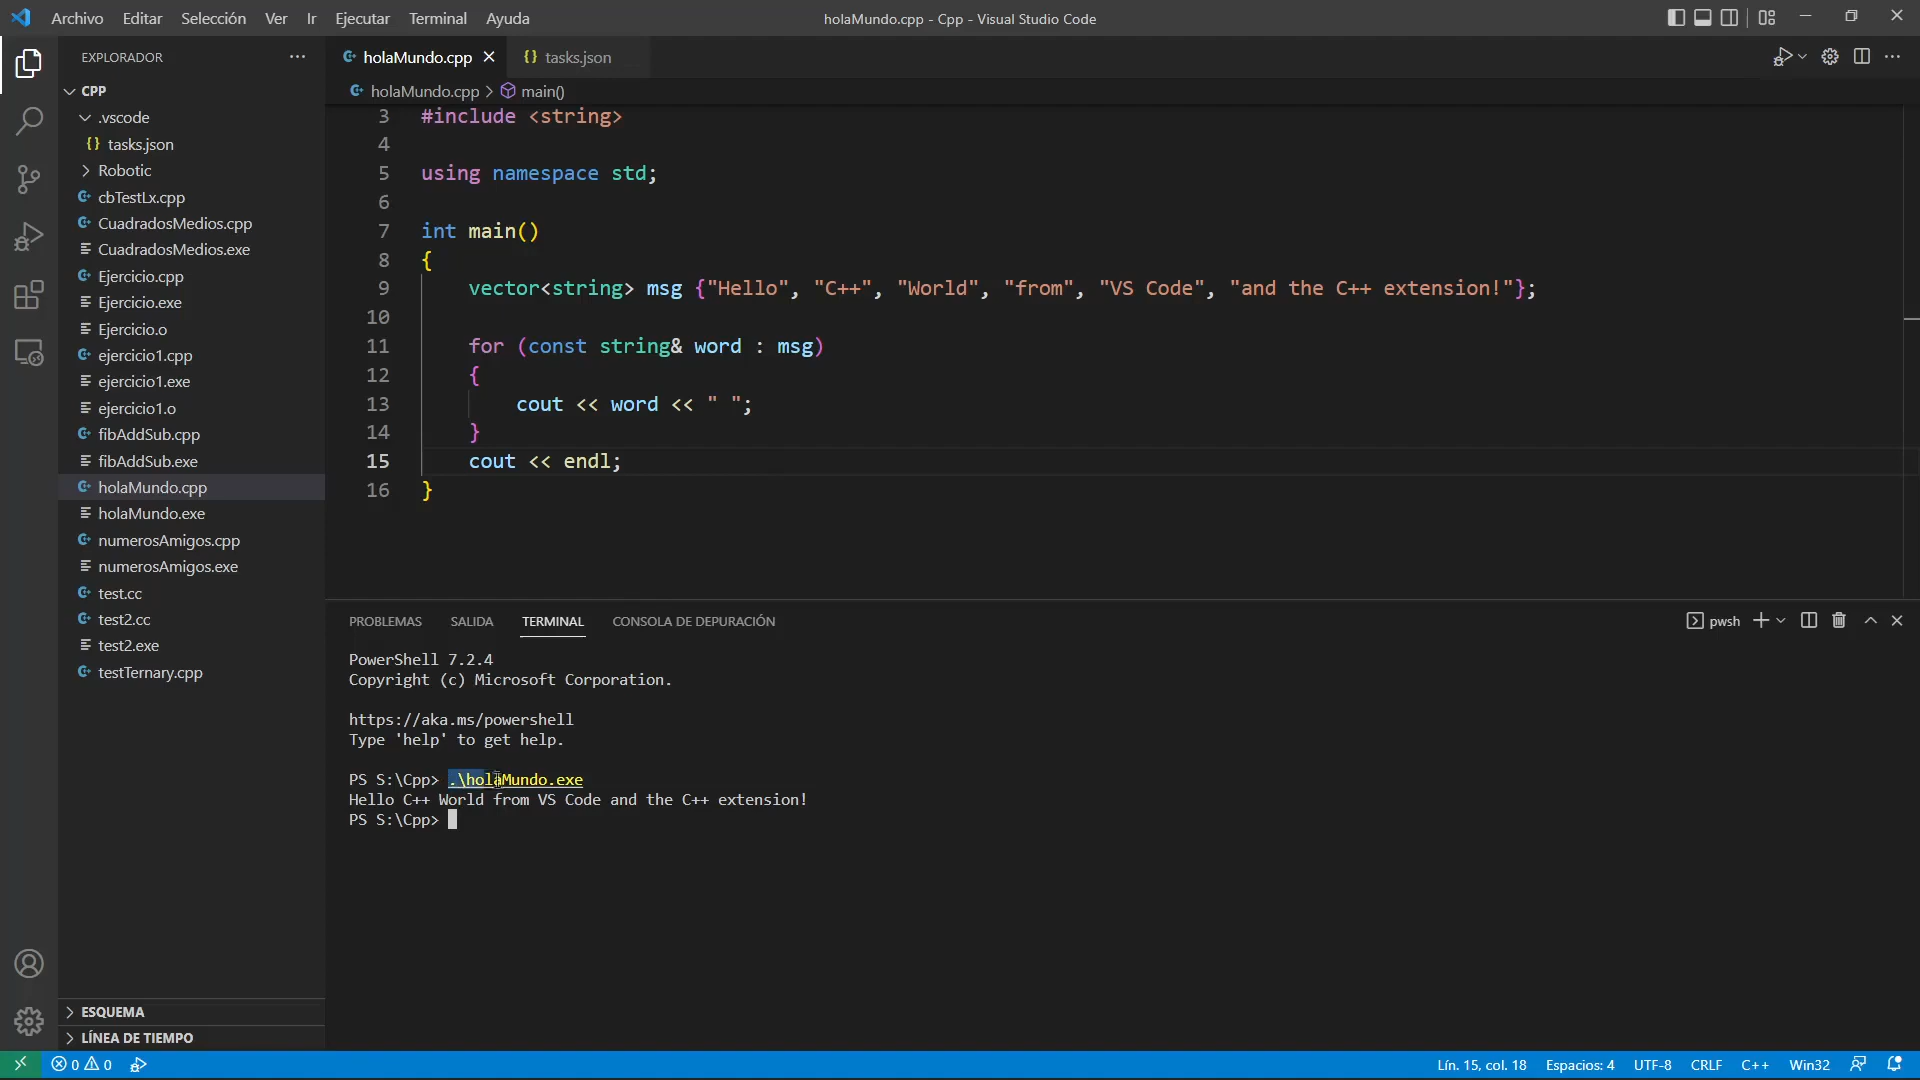 Archivo Editar Selección Ver Ir Ejecutar Terminal Ayuda
holaMundo.cpp - Cpp - Visual Studio Code
EXPLORADOR
CPP
.vscode
tasks.json
Robotic
cbTestLx.cpp
CuadradosMedios.cpp
CuadradosMedios.exe
Ejercicio.cpp
Ejercicio.exe
Ejercicio.o
ejercicio1.cpp
ejercicio1.exe
ejercicio1.o
fibAddSub.cpp
fibAddSub.exe
holaMundo.cpp
holaMundo.exe
numerosAmigos.cpp
numerosAmigos.exe
test.cc
test2.cc
test2.exe
testTernary.cpp
ESQUEMA
LÍNEA DE TIEMPO
holaMundo.cpp
{} tasks.json
holaMundo.cpp > main()
3 #include <string>
4
5 using namespace std;
6
7 int main()
8 {
9 vector<string> msg {"Hello", "C++", "World", "from", "VS Code", "and the C++ extension!"};
10
11 for (const string& word : msg)
12 {
13 cout << word << " ";
14 }
15 cout << endl;
16 }
PROBLEMAS SALIDA TERMINAL CONSOLA DE DEPURACIÓN
pwsh
PowerShell 7.2.4
Copyright (c) Microsoft Corporation.
https://aka.ms/powershell
Type 'help' to get help.
PS S:\Cpp> .\holaMundo.exe
Hello C++ World from VS Code and the C++ extension!
PS S:\Cpp>
0 0
Lín. 15, col. 18 Espacios: 4 UTF-8 CRLF C++ Win32